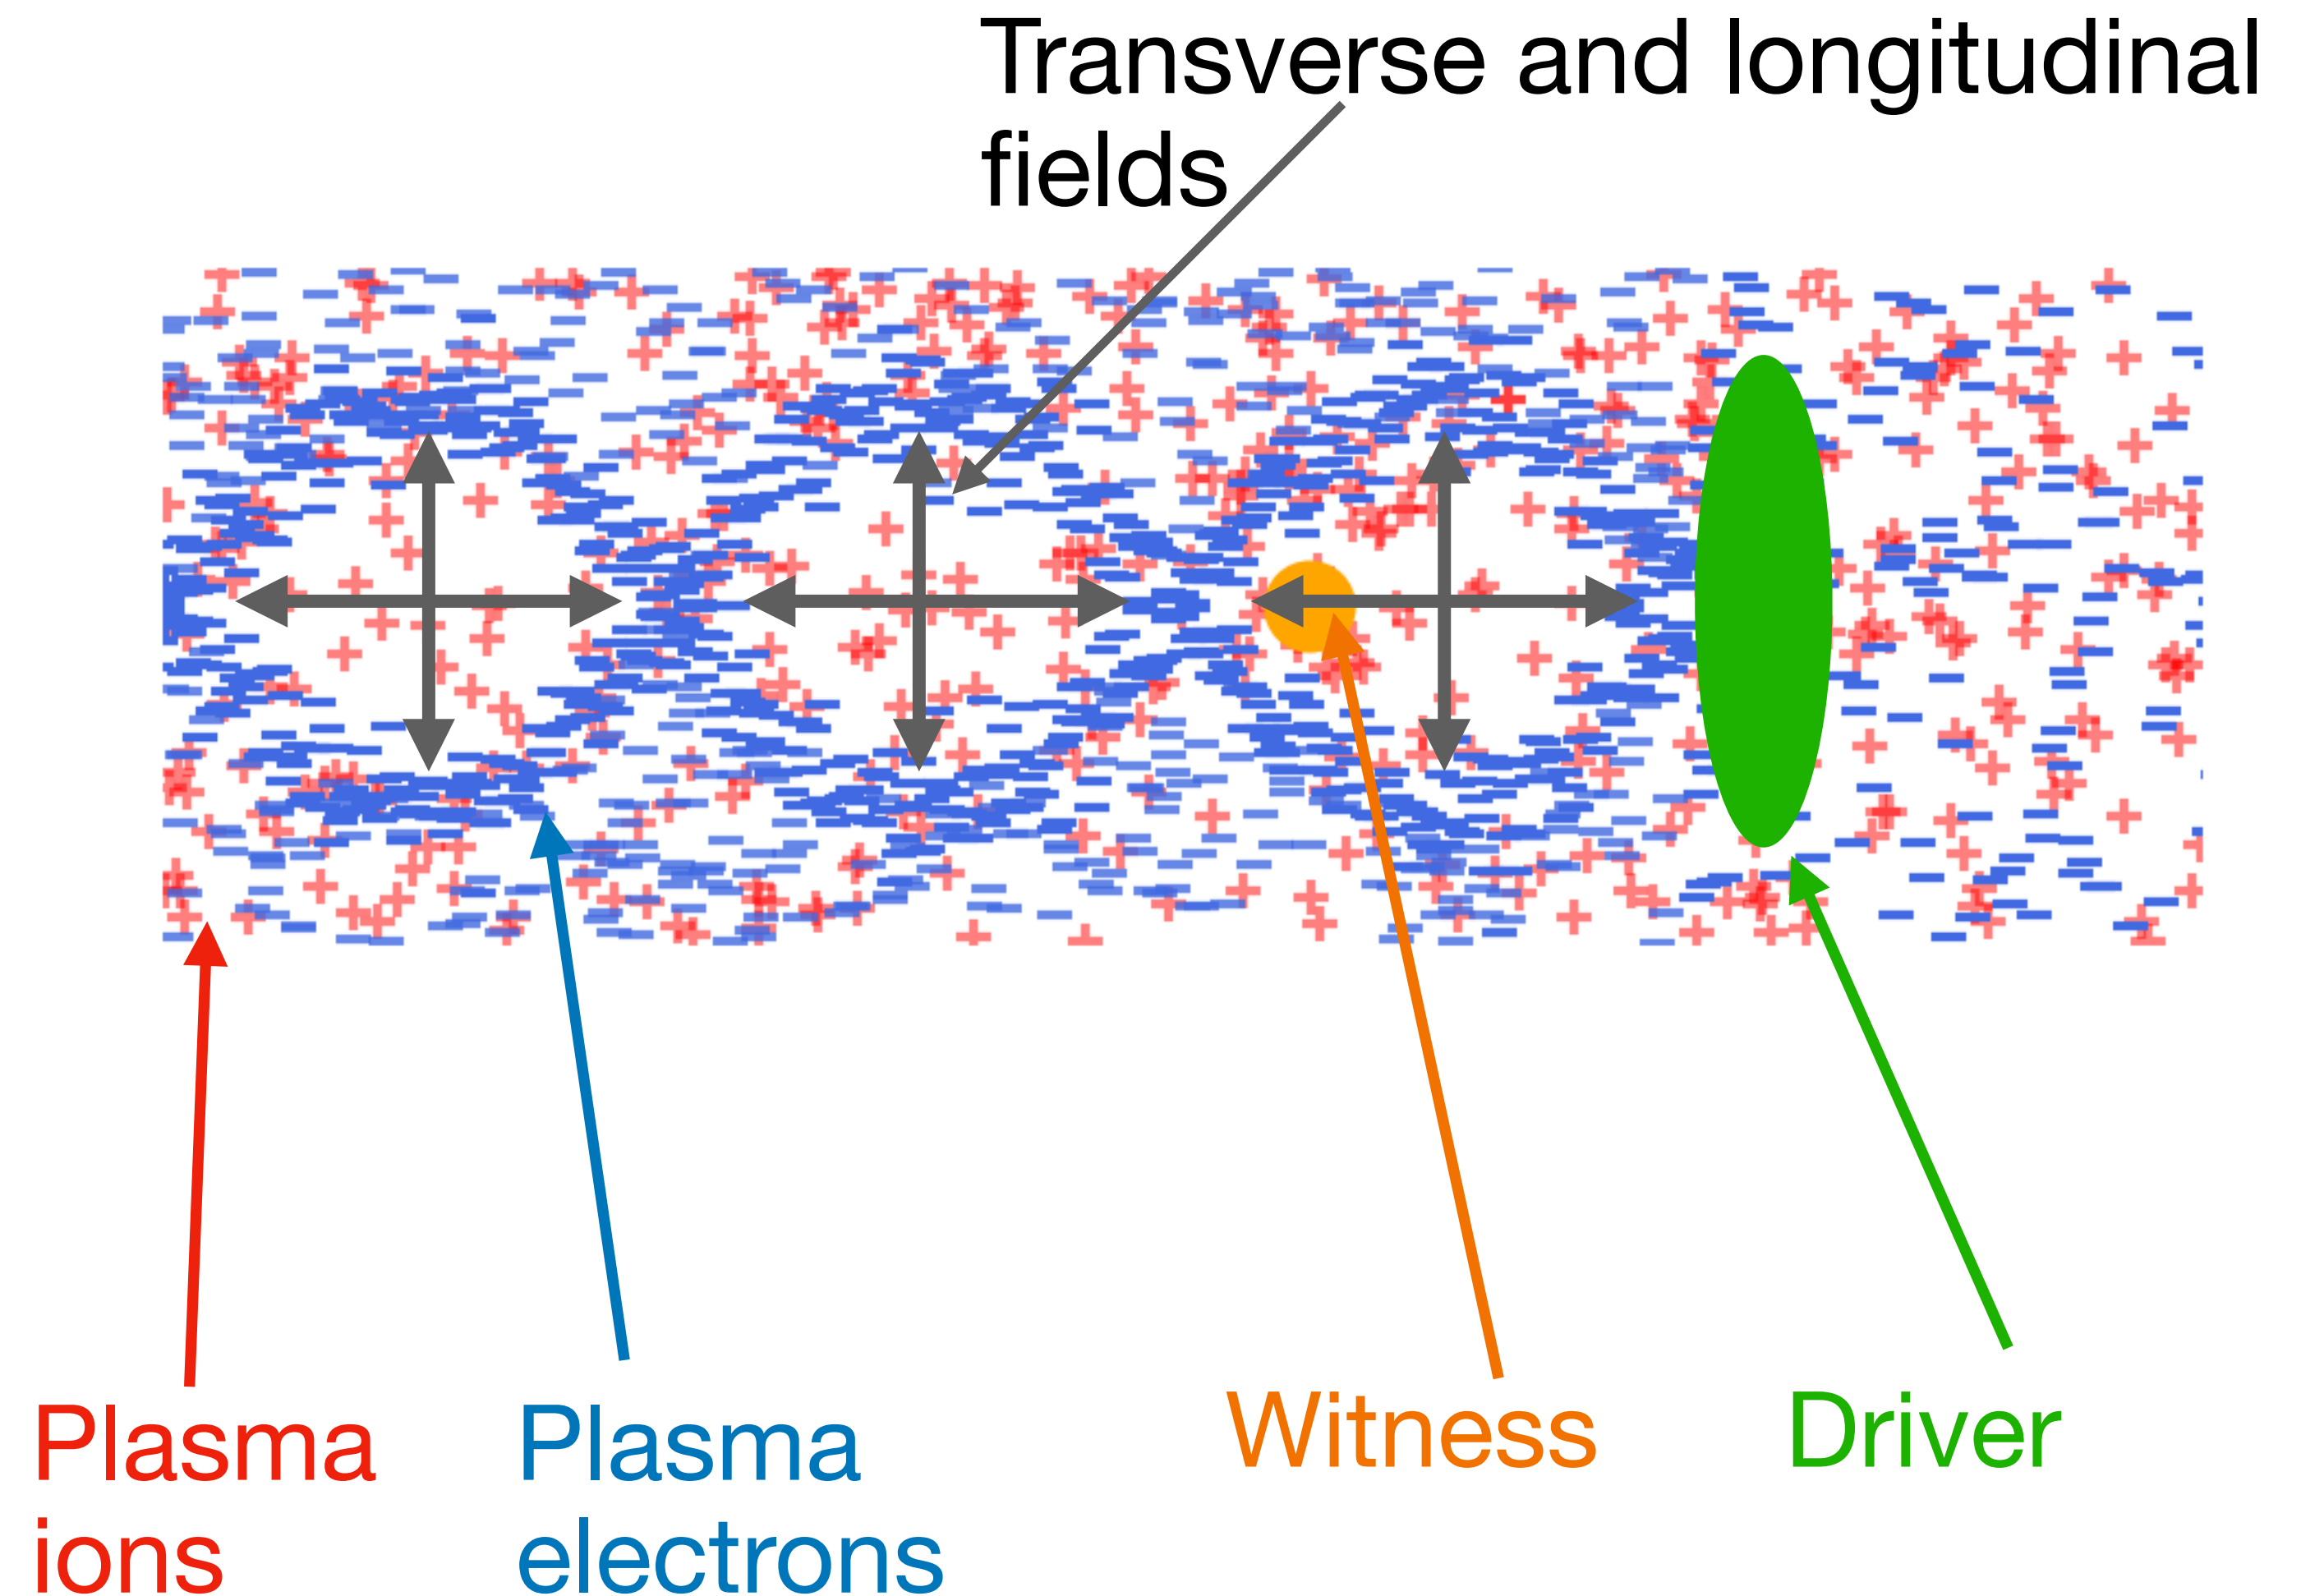 Transverse and longitudinal
fields
Plasma
ions
Plasma
electrons
Witness
Driver